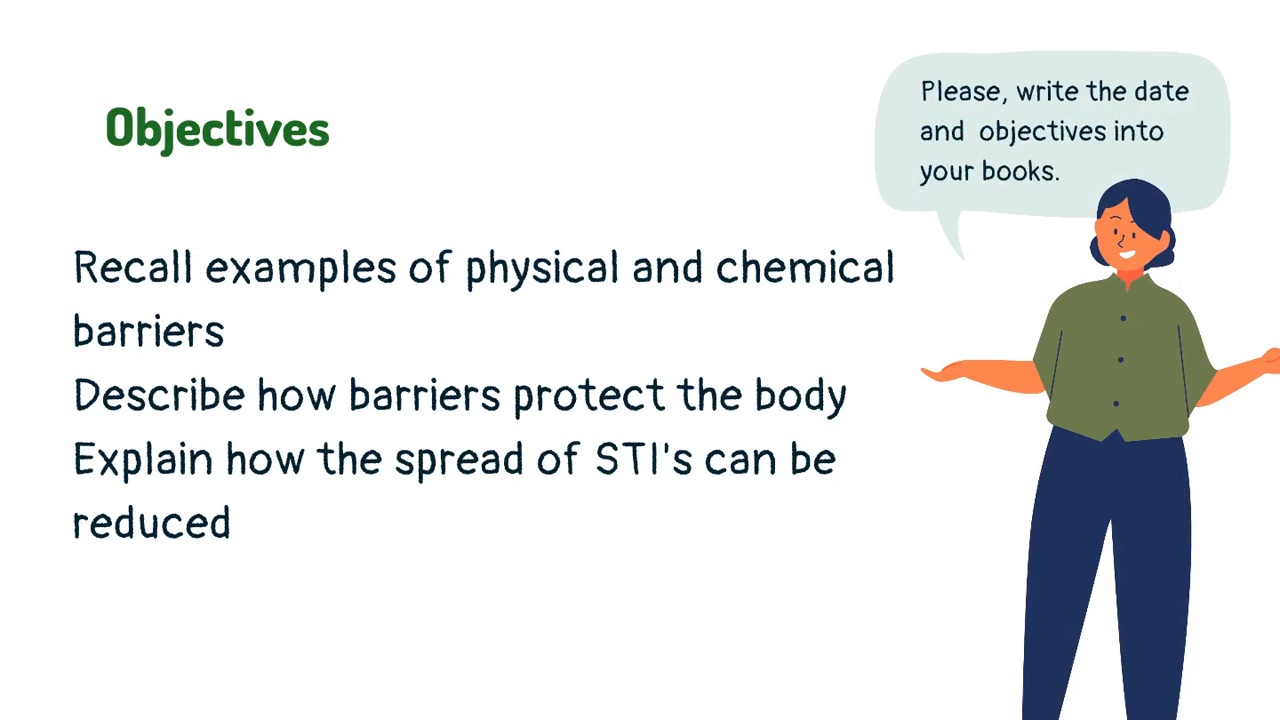 Objectives
Please, write the date
and objectives into
your books.
Recall examples of physical and chemical
barriers
Describe how barriers protect the body
Explain how the spread of STI's can be
reduced